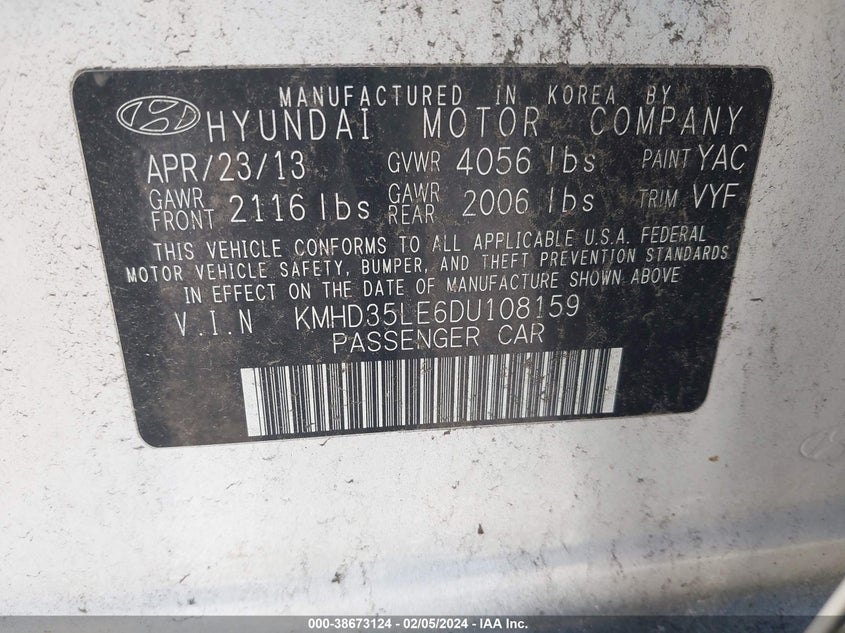 MANUFACTURED IN KOREA BY
HYUNDAI MOTOR COMPANY
APR/23/13 GVWR 4056 lbs PAINT YAC
GAWR FRONT 2116 lbs GAWR REAR 2006 lbs TRIM VYF
THIS VEHICLE CONFORMS TO ALL APPLICABLE U.S.A. FEDERAL
MOTOR VEHICLE SAFETY, BUMPER, AND THEFT PREVENTION STANDARDS
IN EFFECT ON THE DATE OF MANUFACTURE SHOWN ABOVE
V.I.N KMHD35LE6DU108159
PASSENGER CAR
000-38673124 - 02/05/2024 - IAA Inc.